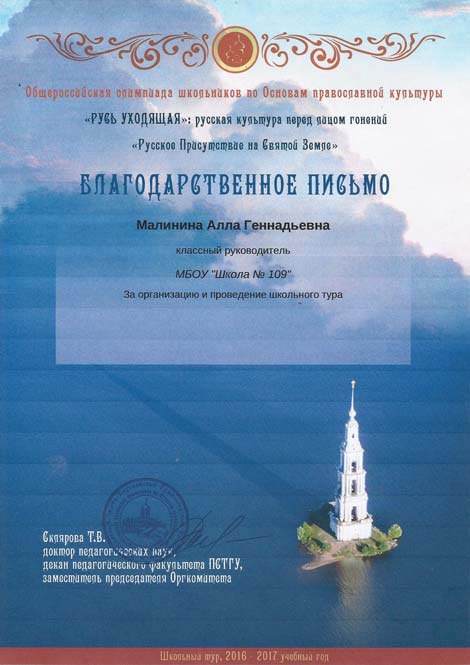 Общероссийская олимпиада школьников по Основам православной культуры
«РУСЬ УХОДЯЩАЯ»: русская культура перед лицом гонений
«Русское Присутствие на Святой Земле»
БЛАГОДАРСТВЕННОЕ ПИСЬМО
Малинина Алла Геннадьевна
классный руководитель
МБОУ "Школа № 109"
За организацию и проведение школьного тура
Склярова Т.В.
доктор педагогических наук,
декан педагогического факультета ПСТГУ,
заместитель председателя Оргкомитета
Школьный тур, 2016 - 2017 учебный год